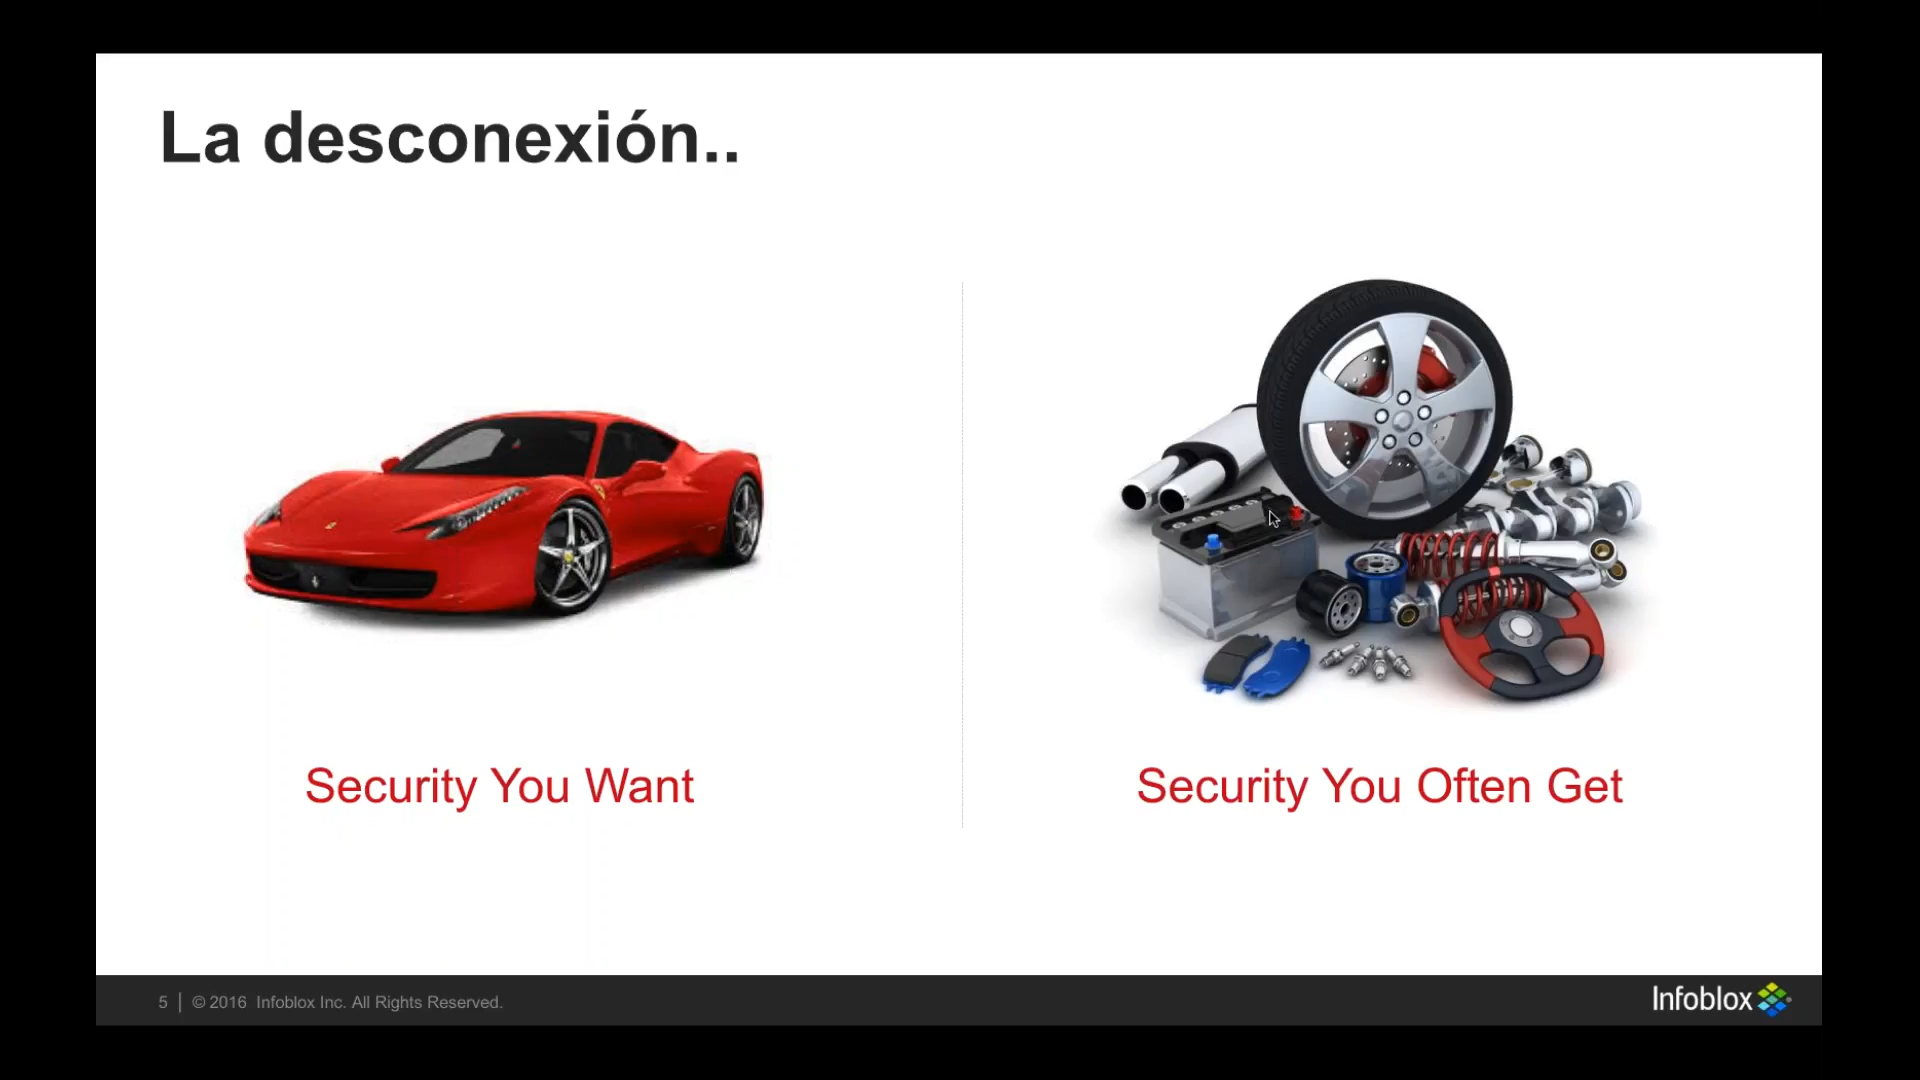 La desconexión..
Security You Want
Security You Often Get
5 | © 2016 Infoblox Inc. All Rights Reserved.
Infoblox